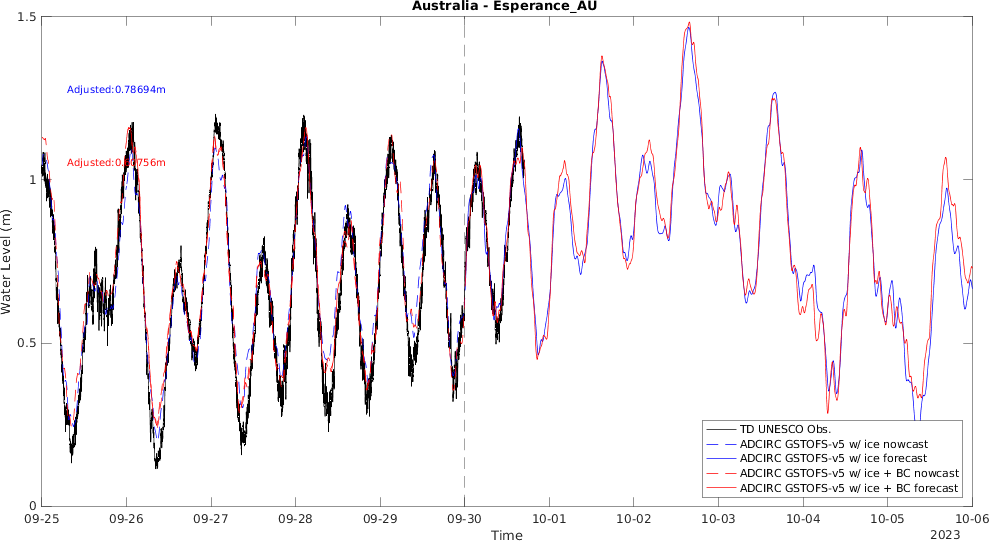 Australia - Esperance_AU
1.5
Adjusted:0.78694m
1
Water Level (m)
0.5
0
TD UNESCO Obs.
ADCIRC GSTOFS-v5 w/ ice nowcast
ADCIRC GSTOFS-v5 w/ ice forecast
ADCIRC GSTOFS-v5 w/ ice + BC nowcast
ADCIRC GSTOFS-v5 w/ ice + BC forecast
09-25 09-26 09-27 09-28 09-29 09-30 10-01 10-02 10-03 10-04 10-05 10-06
Time
2023